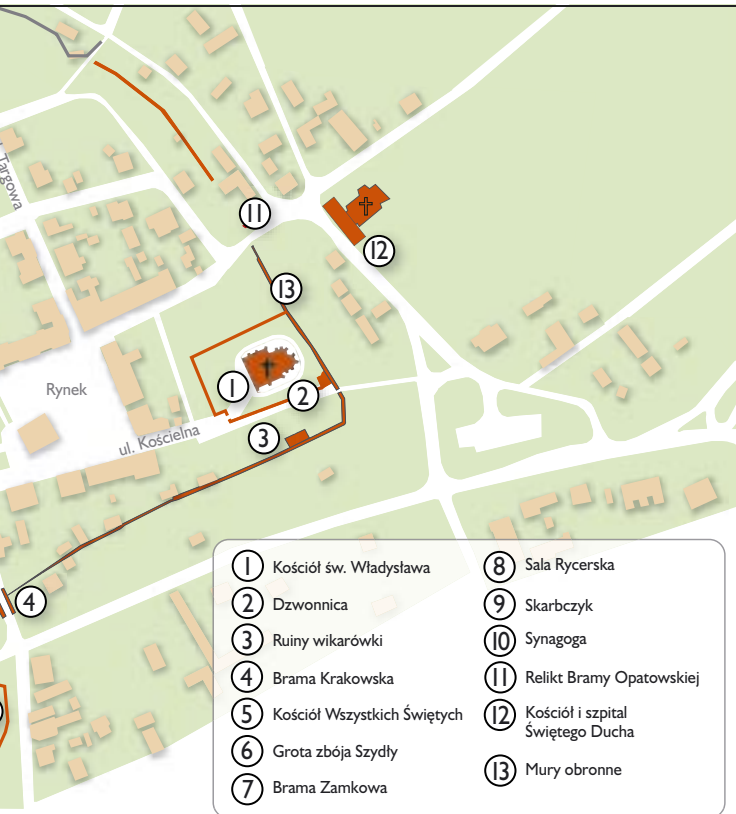 Targowa
11
12
13
Rynek
1
2
ul. Kościelna
3
4
1 Kościół św. Władysława
2 Dzwonnica
3 Ruiny wikarówki
4 Brama Krakowska
5 Kościół Wszystkich Świętych
6 Grota zbója Szydły
7 Brama Zamkowa
8 Sala Rycerska
9 Skarbczyk
10 Synagoga
11 Relikt Bramy Opatowskiej
12 Kościół i szpital
Świętego Ducha
13 Mury obronne